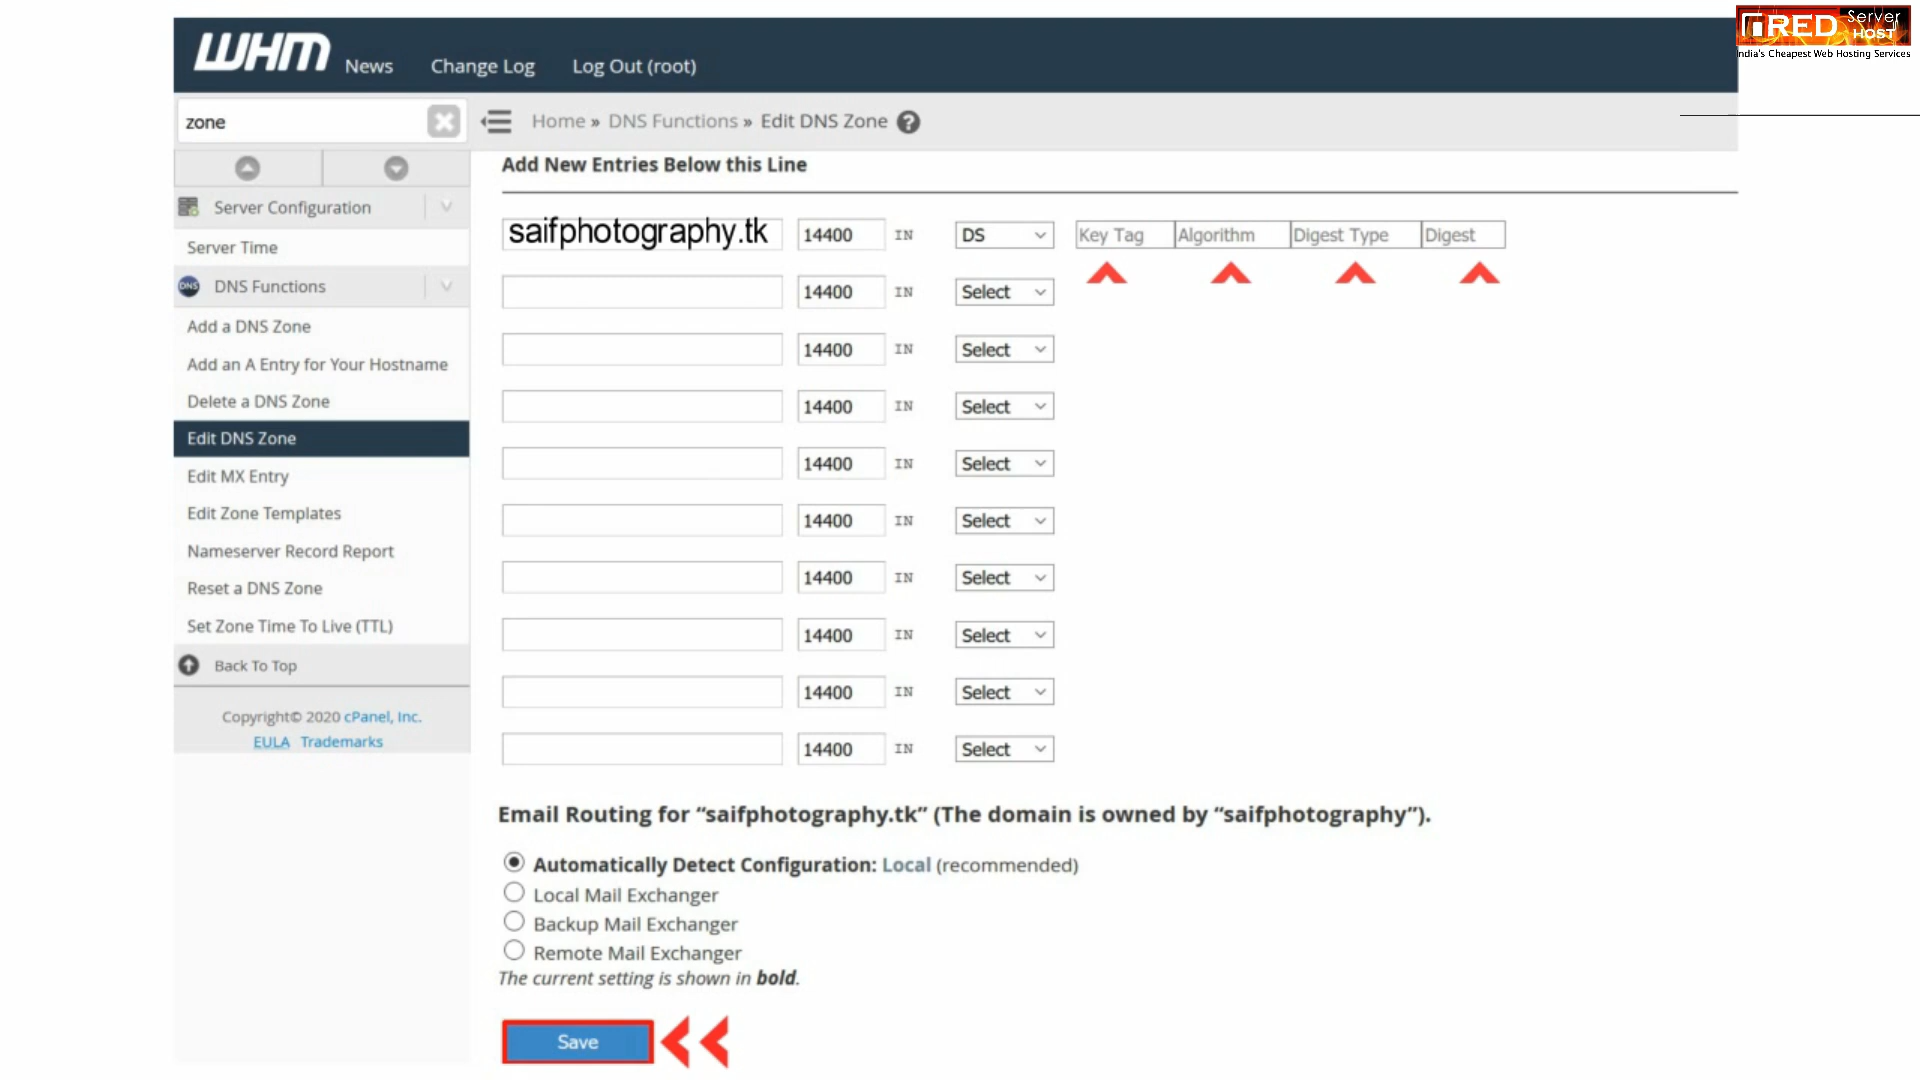 RED Server
HOST
ndia's Cheapest Web Hosting Services
WHM News Change Log Log Out (root)
zone
Home » DNS Functions » Edit DNS Zone ?
Server Configuration
Server Time
DNS DNS Functions
Add a DNS Zone
Add an A Entry for Your Hostname
Delete a DNS Zone
Edit DNS Zone
Edit MX Entry
Edit Zone Templates
Nameserver Record Report
Reset a DNS Zone
Set Zone Time To Live (TTL)
Back To Top
Copyright© 2020 cPanel, Inc.
EULA Trademarks
Add New Entries Below this Line
saifphotography.tk 14400 IN DS Key Tag Algorithm Digest Type Digest
14400 IN Select
14400 IN Select
14400 IN Select
14400 IN Select
14400 IN Select
14400 IN Select
14400 IN Select
14400 IN Select
14400 IN Select
Email Routing for “saifphotography.tk” (The domain is owned by “saifphotography”).
Automatically Detect Configuration: Local (recommended)
Local Mail Exchanger
Backup Mail Exchanger
Remote Mail Exchanger
The current setting is shown in bold.
Save